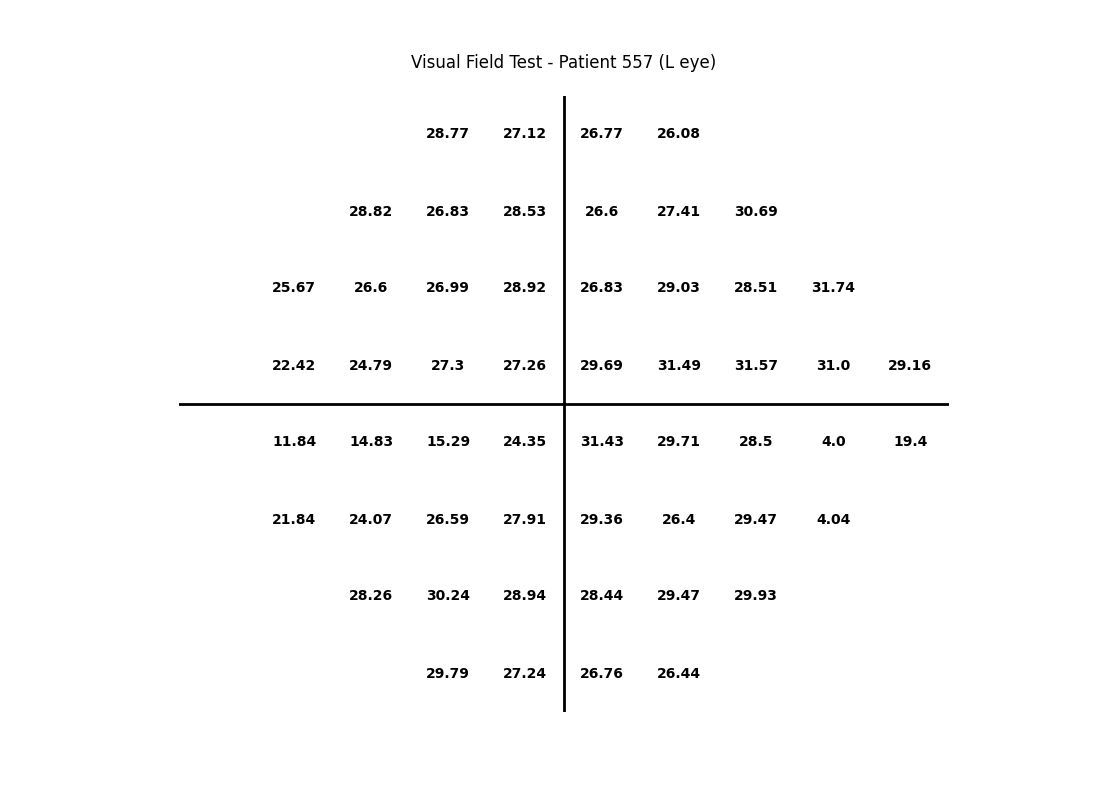 Visual Field Test - Patient 557 (L eye)
28.77 27.12 26.77 26.08
28.82 26.83 28.53 26.6 27.41 30.69
25.67 26.6 26.99 28.92 26.83 29.03 28.51 31.74
22.42 24.79 27.3 27.26 29.69 31.49 31.57 31.0 29.16
11.84 14.83 15.29 24.35 31.43 29.71 28.5 4.0 19.4
21.84 24.07 26.59 27.91 29.36 26.4 29.47 4.04
28.26 30.24 28.94 28.44 29.47 29.93
29.79 27.24 26.76 26.44